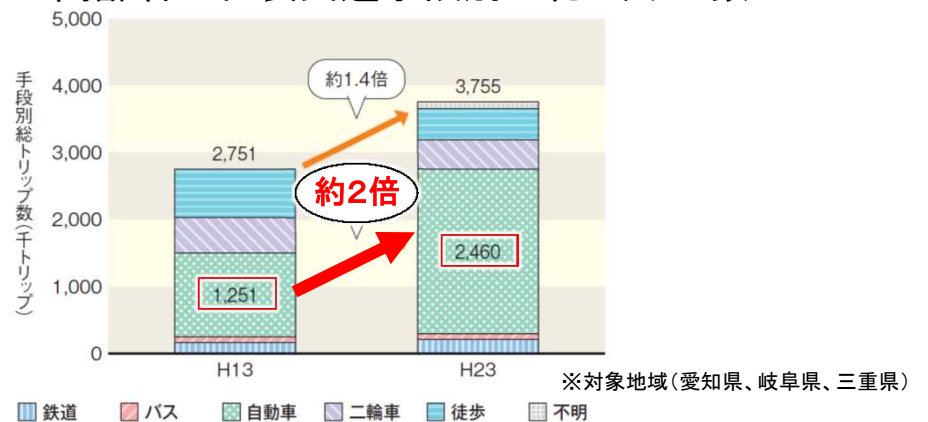 5,000
4,000
3,000
2,000
1,000
0
手段別総トリップ数(千トリップ)
約1.4倍
3,755
2,751
約2倍
2,460
1,251
H13
H23
※対象地域(愛知県、岐阜県、三重県)
鉄道 バス 自動車 二輪車 徒歩 不明